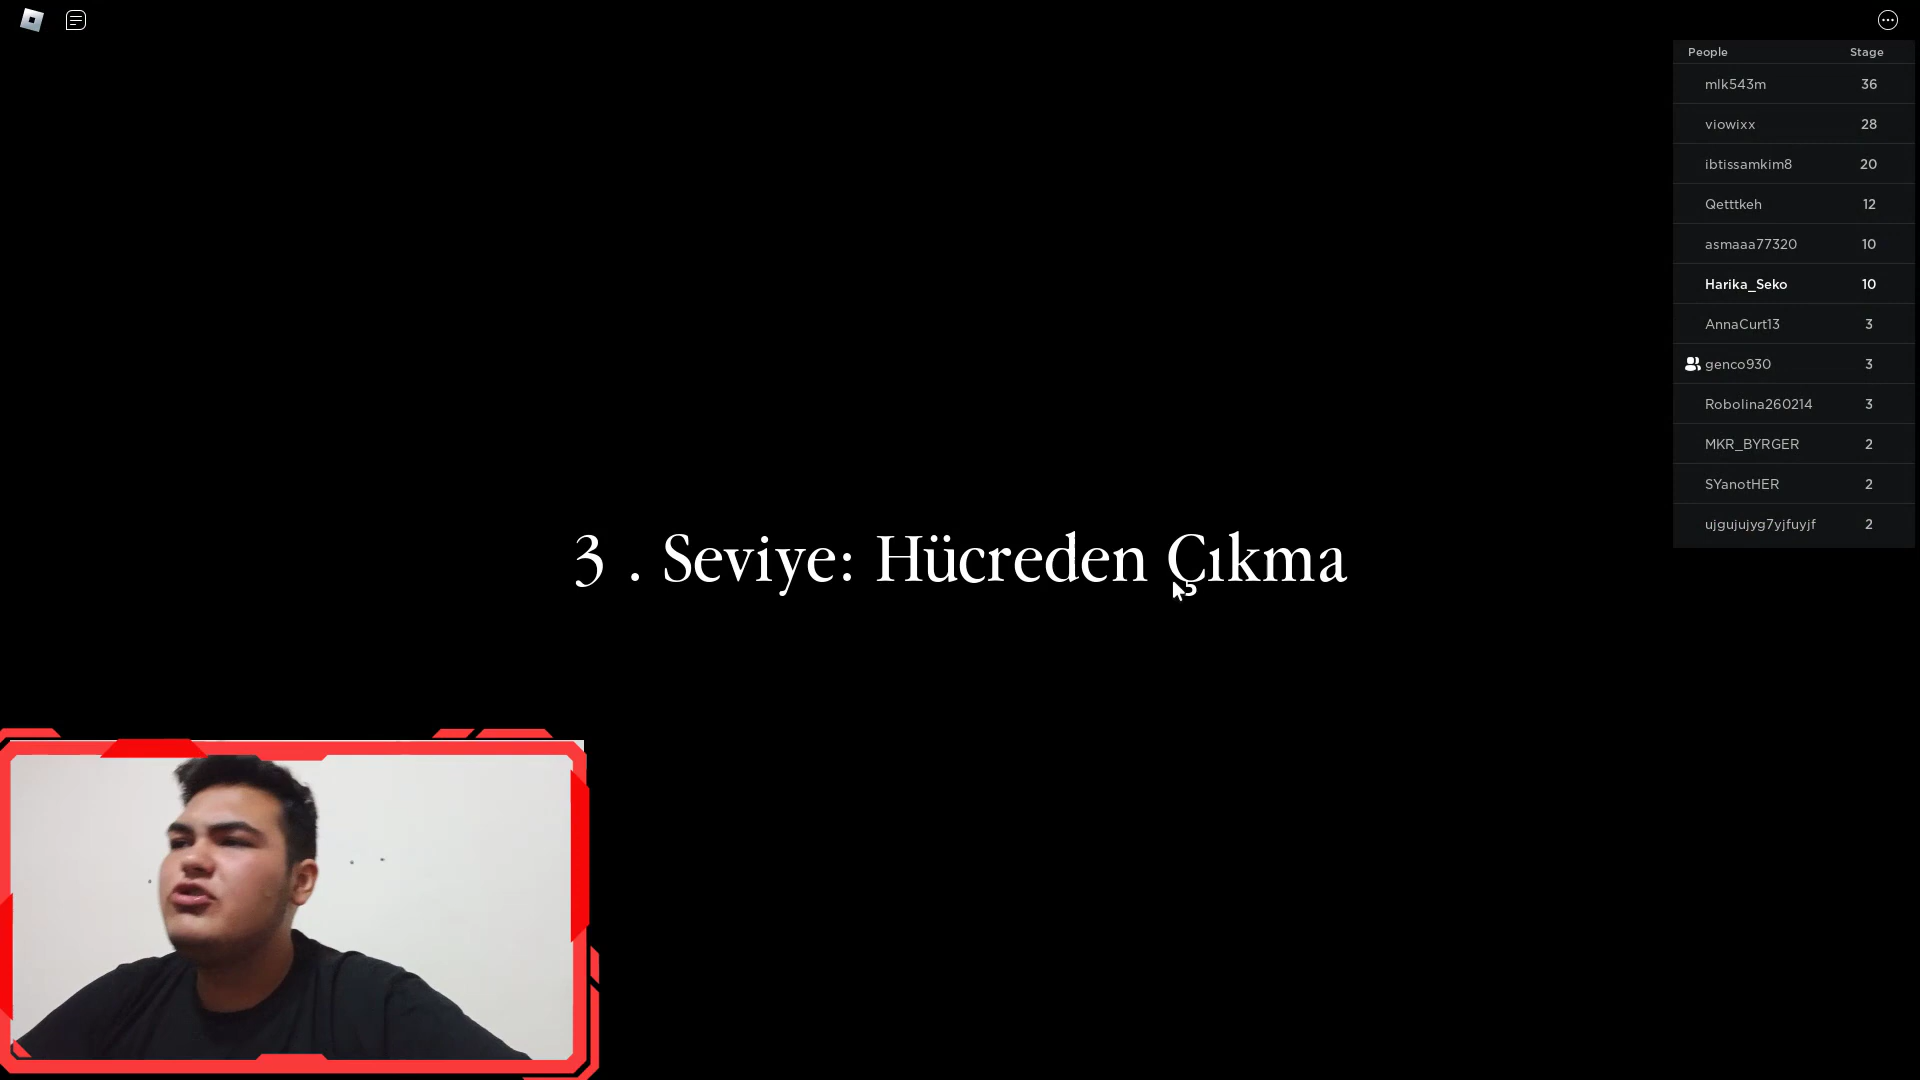 People Stage
mlk543m 36
viowixx 28
ibtissamkim8 20
Qetttkeh 12
asmaaa77320 10
Harika_Seko 10
AnnaCurt13 3
genco930 3
Robolina260214 3
MKR_BYRGER 2
SYanotHER 2
ujgujujyg7yjfuyjf 2
3 . Seviye: Hücreden Çıkma